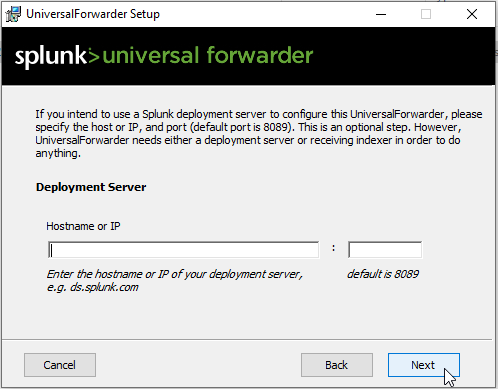 UniversalForwarder Setup
splunk>universal forwarder
If you intend to use a Splunk deployment server to configure this UniversalForwarder, please
specify the host or IP, and port (default port is 8089). This is an optional step. However,
UniversalForwarder needs either a deployment server or receiving indexer in order to do
anything.
Deployment Server
Hostname or IP
:
Enter the hostname or IP of your deployment server, default is 8089
e.g. ds.splunk.com
Cancel Back Next